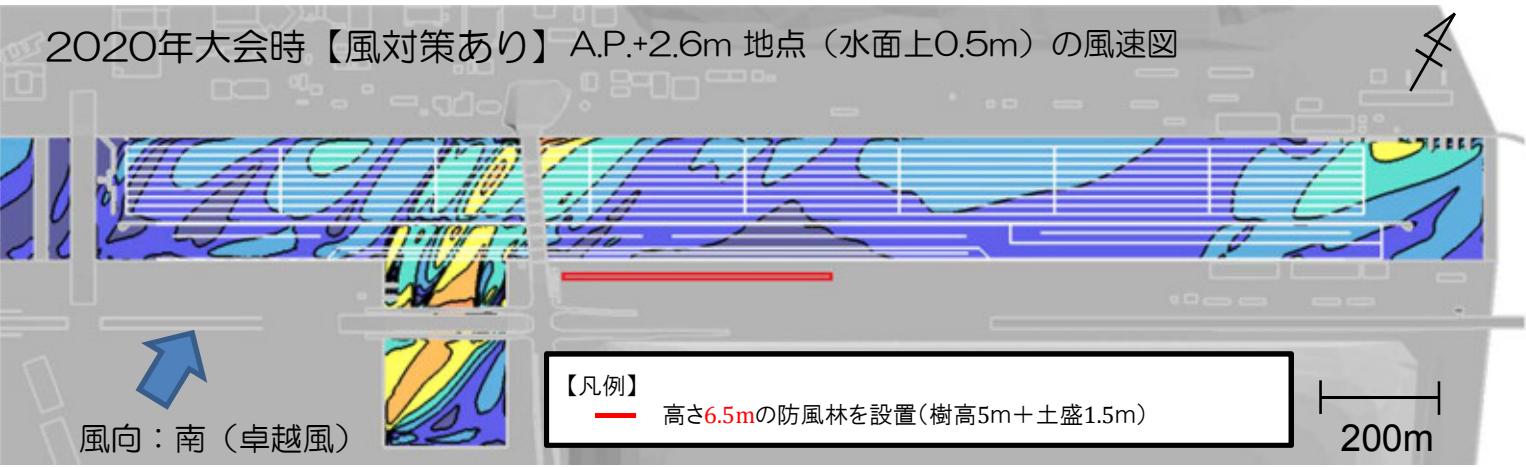 2020年大会時【風対策あり】A.P.+2.6m 地点（水面上0.5m）の風速図
風向：南（卓越風）
【凡例】
高さ6.5mの防風林を設置（樹高5m＋土盛1.5m）
200m